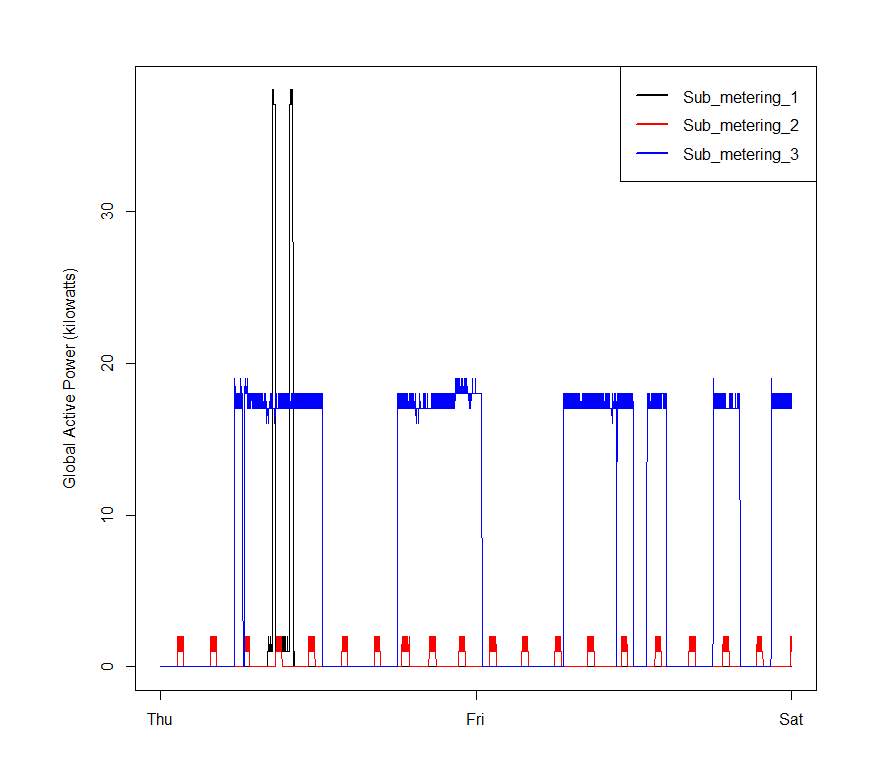 Sub_metering_1
Sub_metering_2
Sub_metering_3
Global Active Power (kilowatts)
30
20
10
0
Thu
Fri
Sat